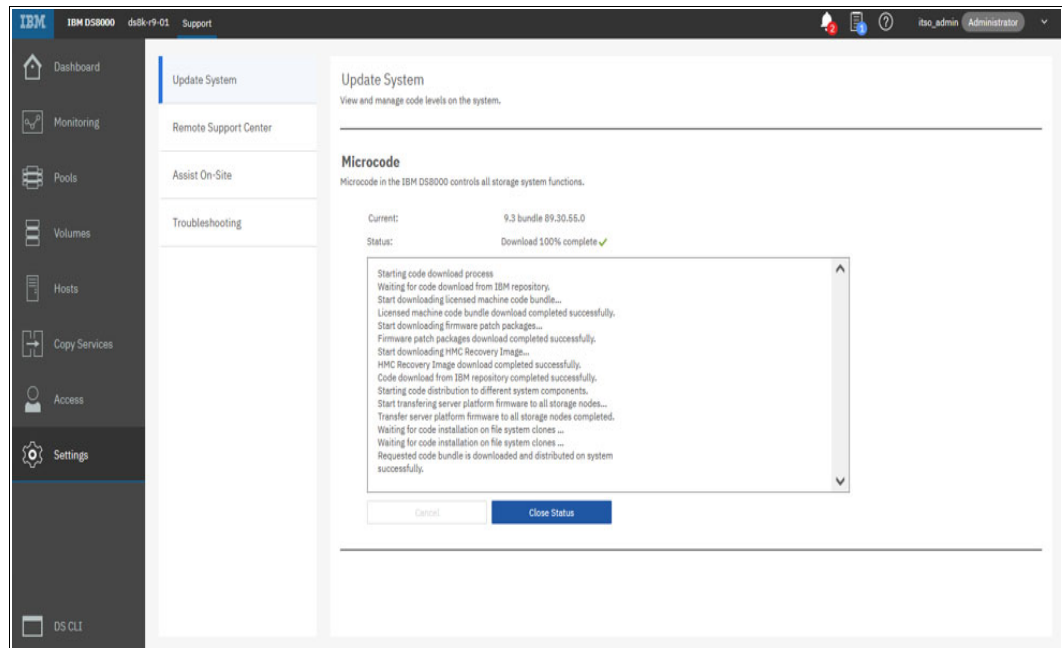 IBM IBM DS8000 ds8k-r9-01 Support 2 1 ? itso_admin Administrator
Dashboard
Monitoring
Pools
Volumes
Hosts
Copy Services
Access
Settings
DS CLI
Update System
Remote Support Center
Assist On-Site
Troubleshooting
Update System
View and manage code levels on the system.
Microcode
Microcode in the IBM DS8000 controls all storage system functions.
Current: 9.3 bundle 89.30.55.0
Status: Download 100% complete
Starting code download process
Waiting for code download from IBM repository.
Start downloading licensed machine code bundle...
Licensed machine code bundle download completed successfully.
Start downloading firmware patch packages...
Firmware patch packages download completed successfully.
Start downloading HMC Recovery Image...
HMC Recovery Image download completed successfully.
Code download from IBM repository completed successfully.
Starting code distribution to different system components.
Start transfering server platform firmware to all storage nodes...
Transfer server platform firmware to all storage nodes completed.
Waiting for code installation on file system clones ...
Waiting for code installation on file system clones ...
Requested code bundle is downloaded and distributed on system
successfully.
Cancel Close Status